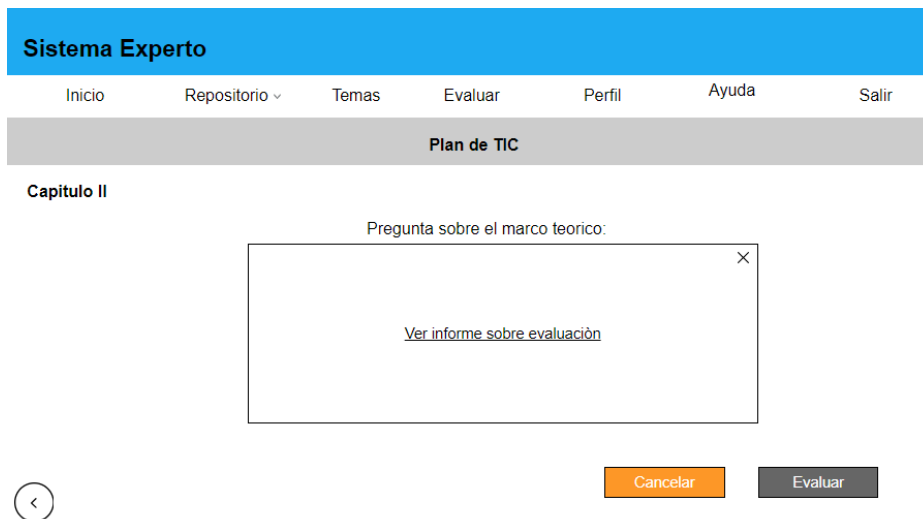 Sistema Experto
Inicio Repositorio Temas Evaluar Perfil Ayuda Salir
Plan de TIC
Capitulo II
Pregunta sobre el marco teorico:
Ver informe sobre evaluaciòn
Cancelar Evaluar